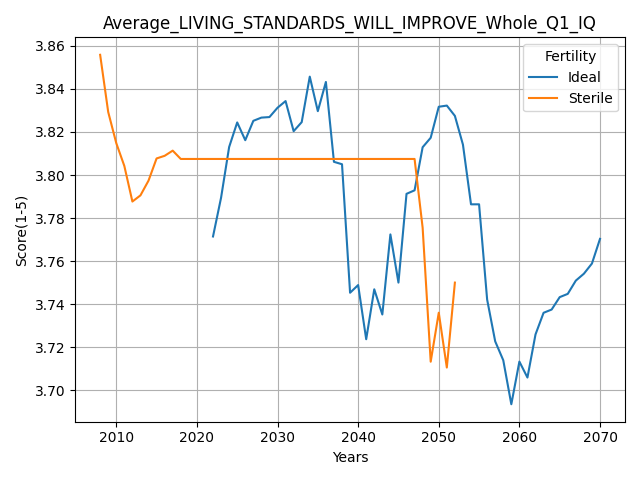 Average_LIVING_STANDARDS_WILL_IMPROVE_Whole_Q1_IQ
Fertility
Ideal
Sterile
Score(1-5)
3.86
3.84
3.82
3.80
3.78
3.76
3.74
3.72
3.70
2010 2020 2030 2040 2050 2060 2070
Years